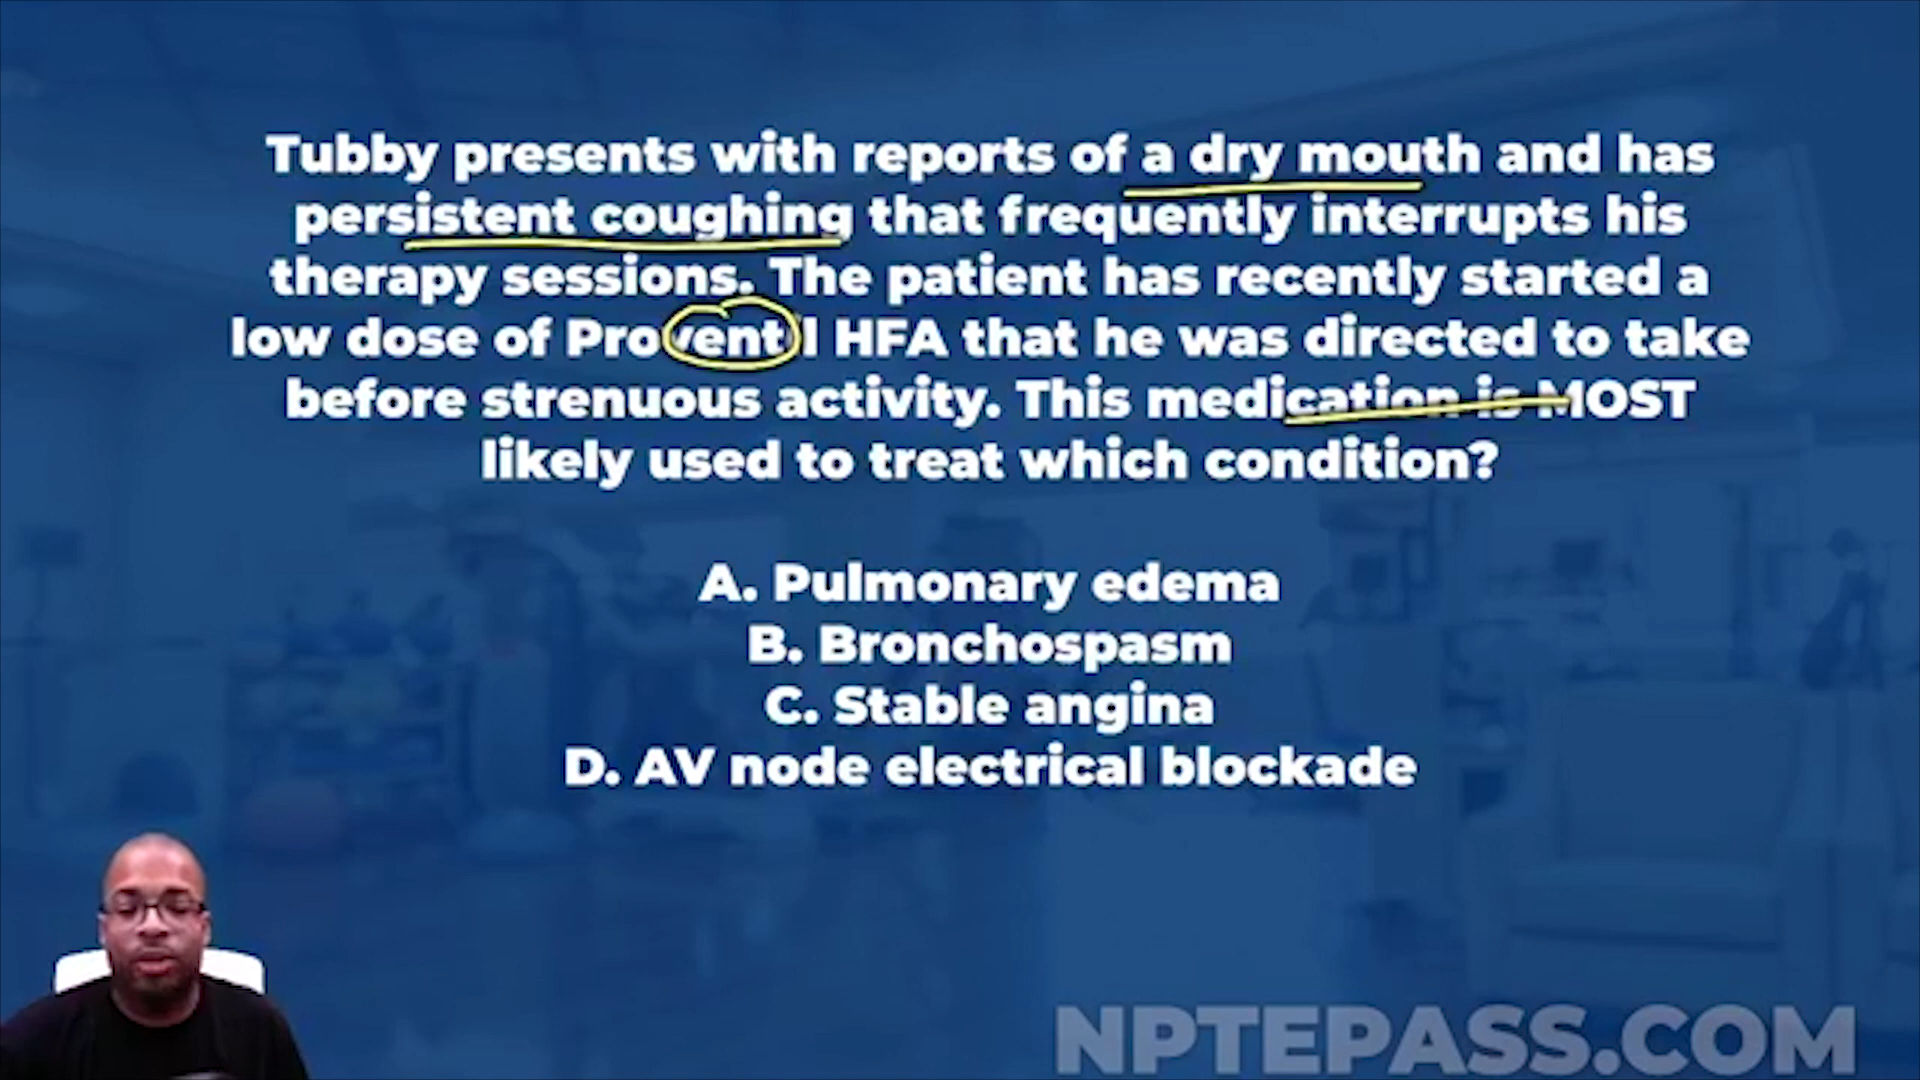 Tubby presents with reports of a dry mouth and has
persistent coughing that frequently interrupts his
therapy sessions. The patient has recently started a
low dose of Proventil HFA that he was directed to take
before strenuous activity. This medication is MOST
likely used to treat which condition?
A. Pulmonary edema
B. Bronchospasm
C. Stable angina
D. AV node electrical blockade
NPTEPASS.COM